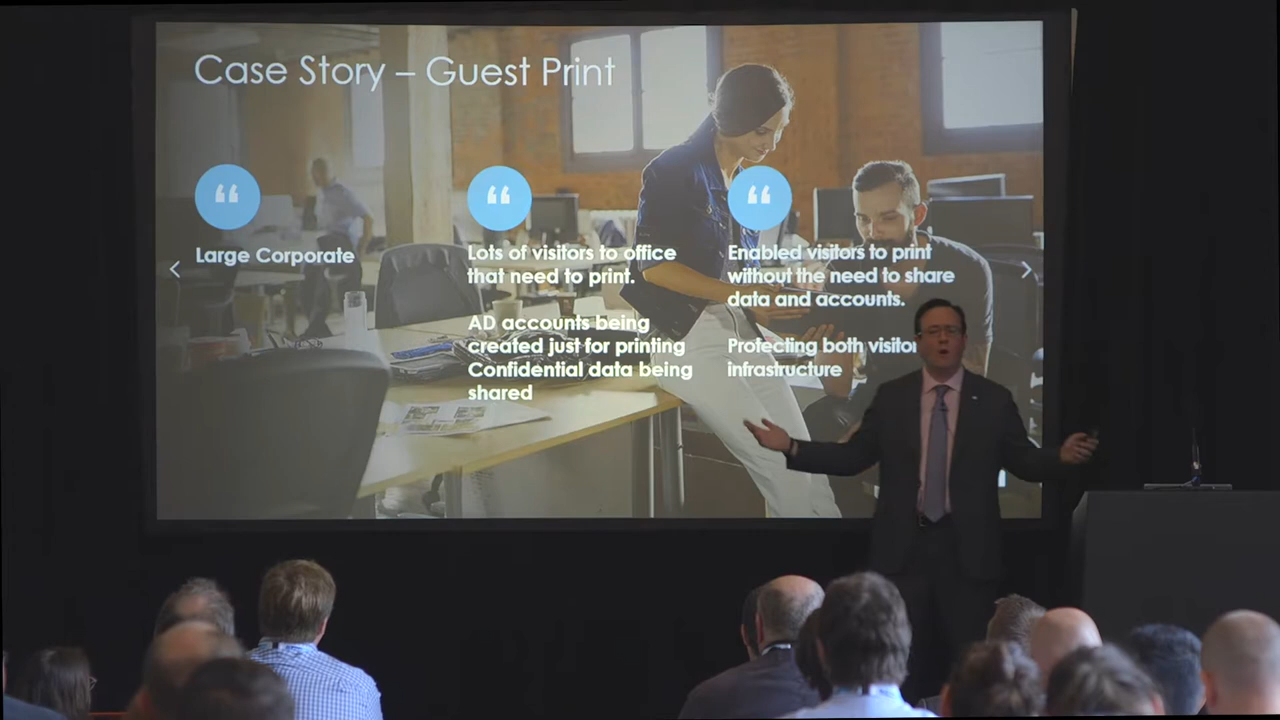 Case Story – Guest Print
Large Corporate
Lots of visitors to office
that need to print.
AD accounts being
created just for printing
Confidential data being
shared
Enabled visitors to print
without the need to share
data and accounts.
Protecting both visitor
infrastructure